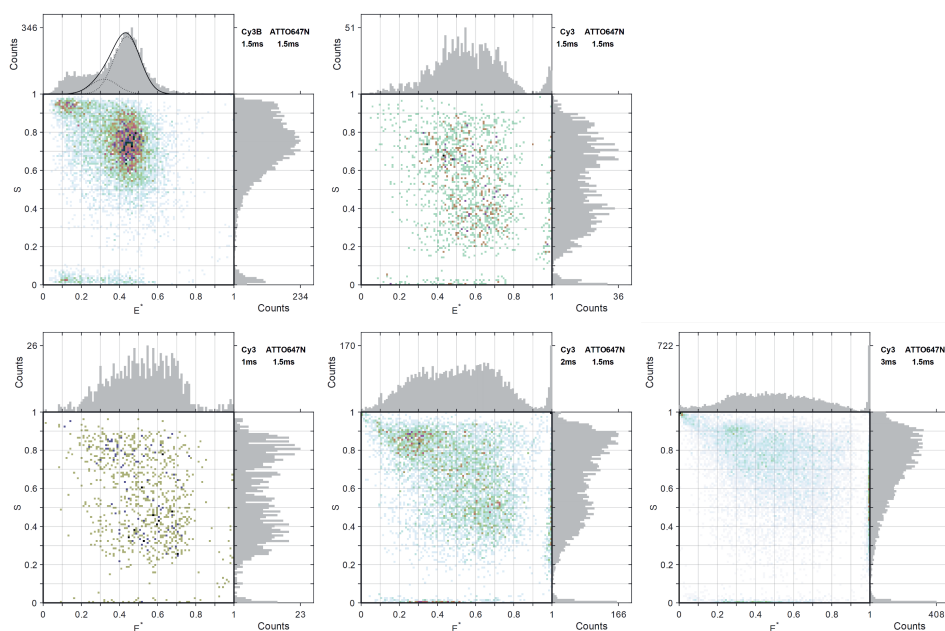 346
Counts
Cy3B ATTO647N
1.5ms 1.5ms
1
0.8
0.6
0.4
0.2
0
S
0 0.2 0.4 0.6 0.8 1 234
E* Counts
51
Counts
Cy3 ATTO647N
1.5ms 1.5ms
1
0.8
0.6
0.4
0.2
0
S
0 0.2 0.4 0.6 0.8 1 36
E* Counts
26
Counts
Cy3 ATTO647N
1ms 1.5ms
1
0.8
0.6
0.4
0.2
0
S
0 0.2 0.4 0.6 0.8 1 23
E* Counts
170
Counts
Cy3 ATTO647N
2ms 1.5ms
1
0.8
0.6
0.4
0.2
0
S
0 0.2 0.4 0.6 0.8 1 166
E* Counts
722
Counts
Cy3 ATTO647N
3ms 1.5ms
1
0.8
0.6
0.4
0.2
0
S
0 0.2 0.4 0.6 0.8 1 408
E* Counts